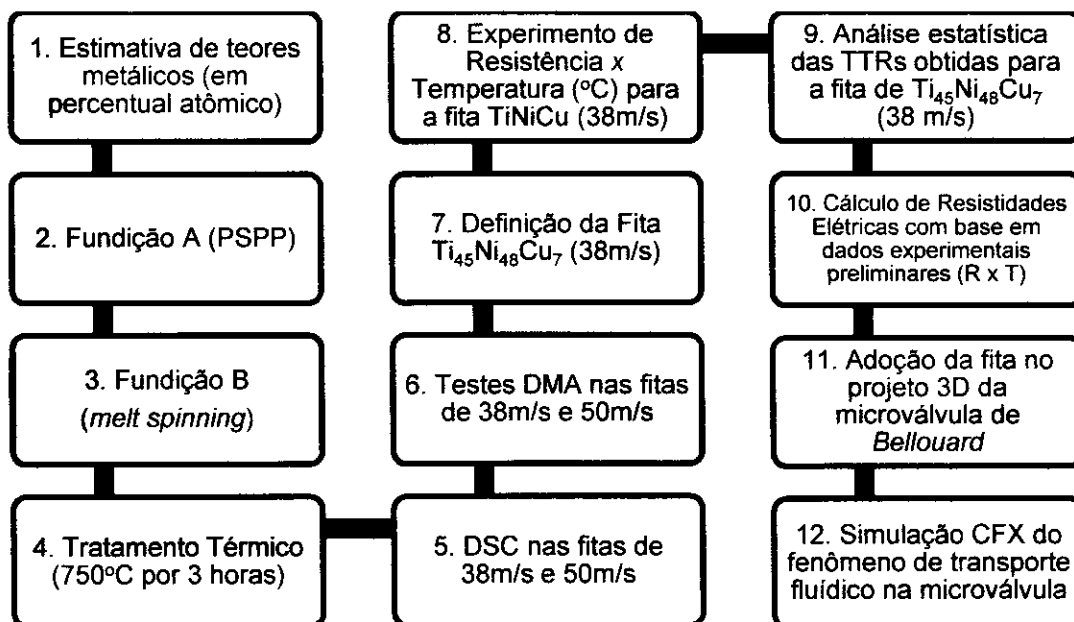 1. Estimativa de teores
metálicos (em
percentual atômico)
2. Fundição A (PSPP)
3. Fundição B
(melt spinning)
4. Tratamento Térmico
(750ºC por 3 horas)
5. DSC nas fitas de
38m/s e 50m/s
6. Testes DMA nas fitas
de 38m/s e 50m/s
7. Definição da Fita
Ti₄₅Ni₄₈Cu₇ (38m/s)
8. Experimento de
Resistência x
Temperatura (ºC) para
a fita TiNiCu (38m/s)
9. Análise estatística
das TTRs obtidas para
a fita de Ti₄₅Ni₄₈Cu₇
(38 m/s)
10. Cálculo de Resistidades
Elétricas com base em
dados experimentais
preliminares (R x T)
11. Adoção da fita no
projeto 3D da
microválvula de
Bellouard
12. Simulação CFX do
fenômeno de transporte
fluídico na microválvula